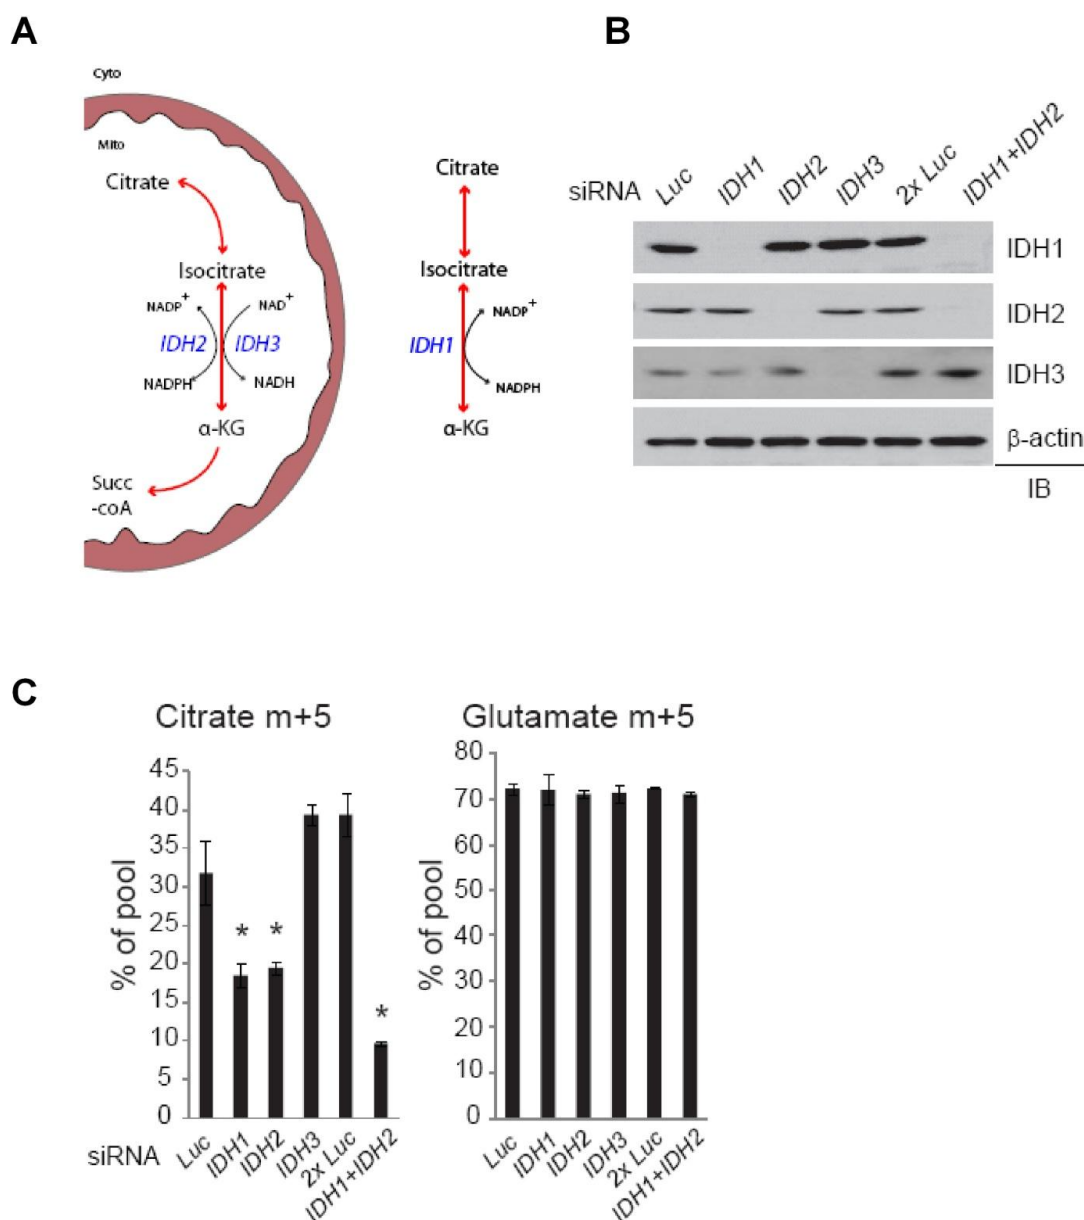 A
Cyto
Mito
Citrate
Isocitrate
NADP+
NAD+
IDH2
IDH3
NADPH
NADH
α-KG
Succ
-coA
Citrate
Isocitrate
NADP+
IDH1
NADPH
α-KG
B
siRNA Luc IDH1 IDH2 IDH3 2x Luc IDH1+IDH2
IDH1
IDH2
IDH3
β-actin
IB
C
Citrate m+5
% of pool
45
40
35
30
25
20
15
10
5
0
* * *
siRNA Luc IDH1 IDH2 IDH3 2x Luc IDH1+IDH2
Glutamate m+5
% of pool
80
70
60
50
40
30
20
10
0
Luc IDH1 IDH2 IDH3 2x Luc IDH1+IDH2